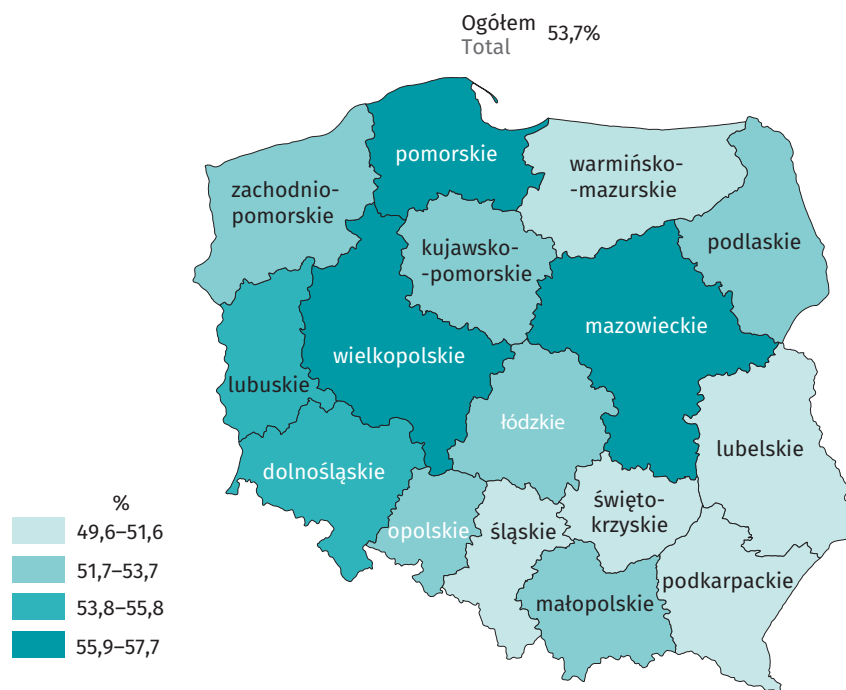 Ogółem 53,7%
Total
pomorskie
warmińsko-
-mazurskie
zachodnio-
pomorskie
podlaskie
kujawsko-
-pomorskie
mazowieckie
wielkopolskie
lubuskie
łódzkie
lubelskie
dolnośląskie
święto-
krzyskie
opolskie
śląskie
podkarpackie
małopolskie
%
49,6–51,6
51,7–53,7
53,8–55,8
55,9–57,7